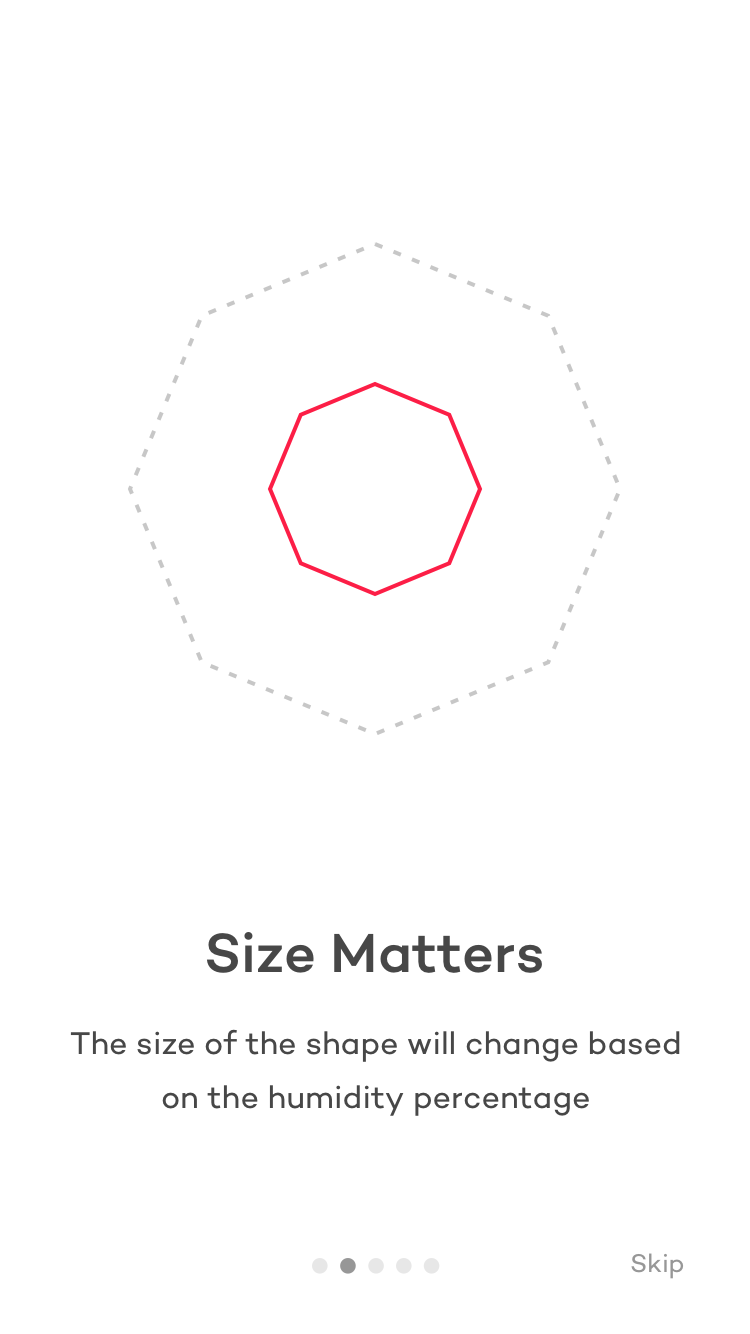 Size Matters
The size of the shape will change based
on the humidity percentage
Skip